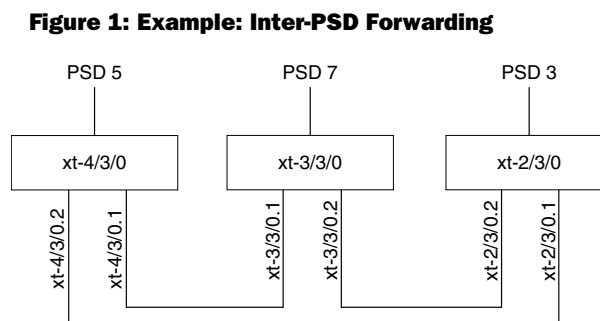 Figure 1: Example: Inter-PSD Forwarding
PSD 5
PSD 7
PSD 3
xt-4/3/0
xt-3/3/0
xt-2/3/0
xt-4/3/0.2
xt-4/3/0.1
xt-3/3/0.1
xt-3/3/0.2
xt-2/3/0.2
xt-2/3/0.1